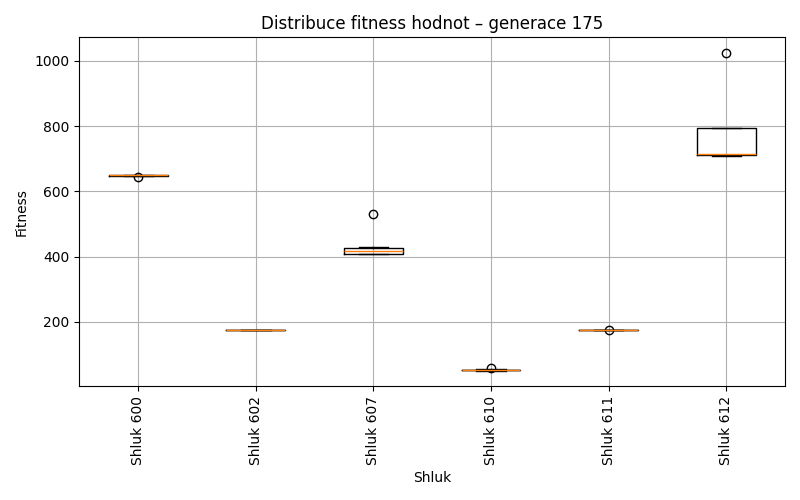 Distribuce fitness hodnot – generace 175
1000
800
600
400
200
Fitness
Shluk 600
Shluk 602
Shluk 607
Shluk 610
Shluk 611
Shluk 612
Shluk